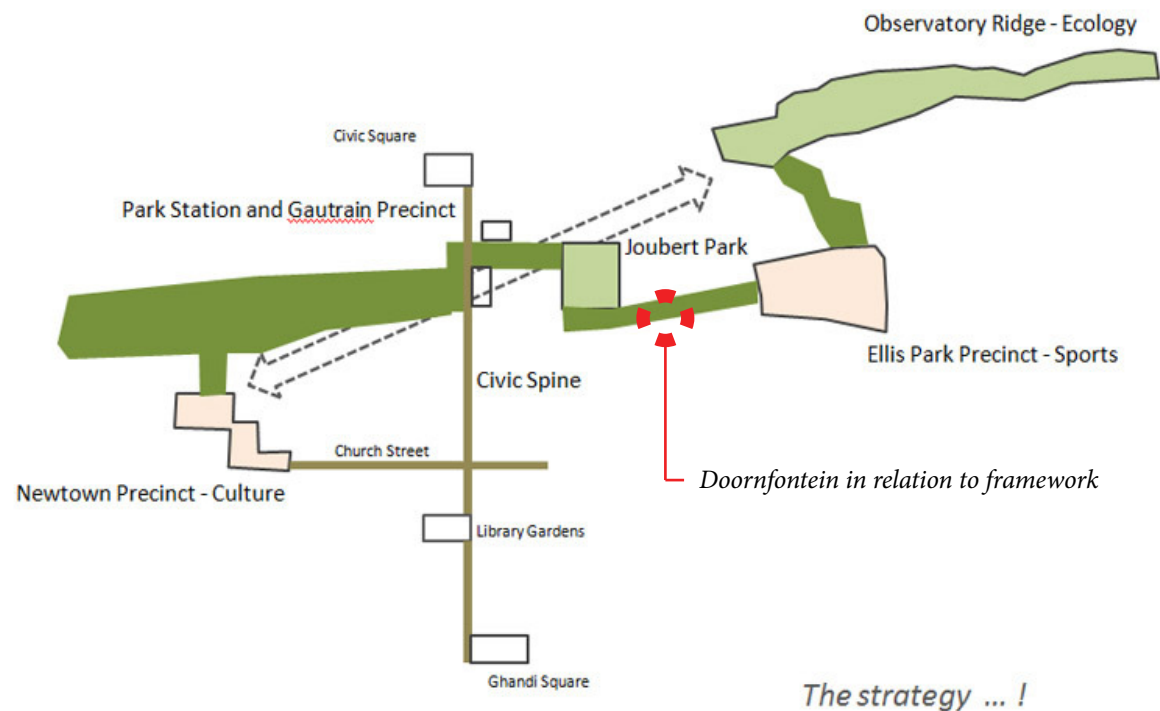 Observatory Ridge - Ecology
Civic Square
Park Station and Gautrain Precinct
Joubert Park
Ellis Park Precinct - Sports
Civic Spine
Church Street
Doornfontein in relation to framework
Newtown Precinct - Culture
Library Gardens
Ghandi Square
The strategy ... !